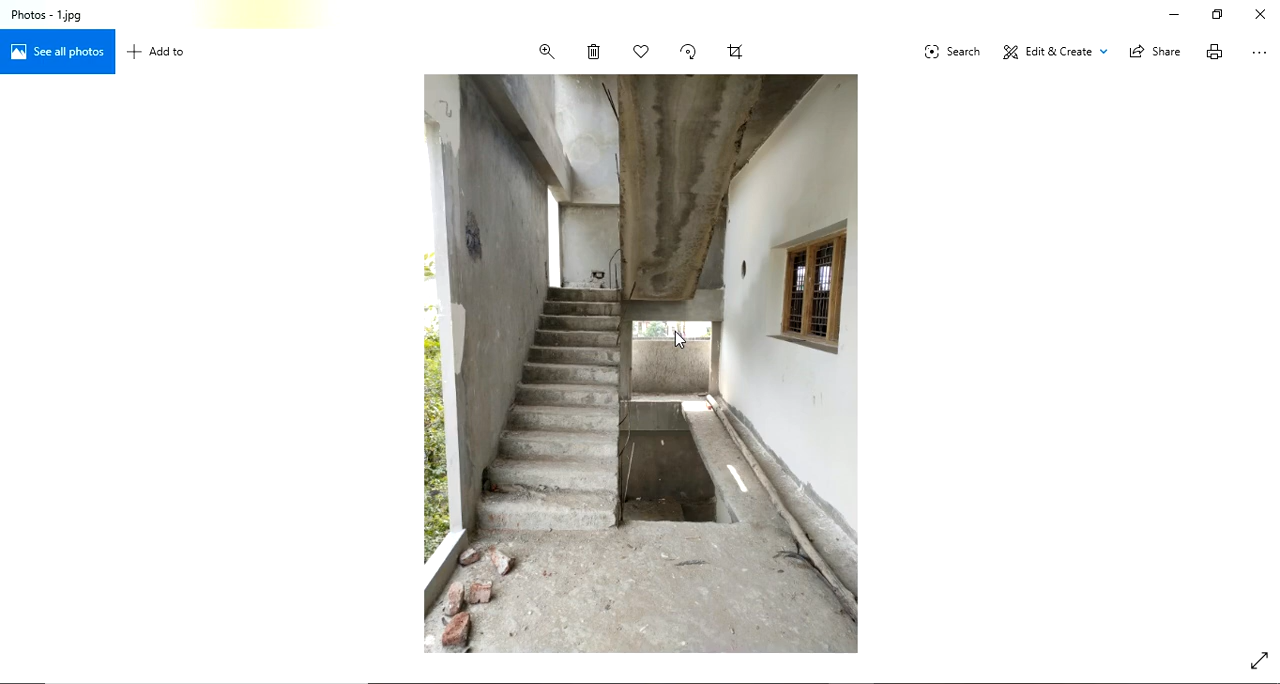 Photos - 1.jpg
See all photos
Add to
Search
Edit & Create
Share